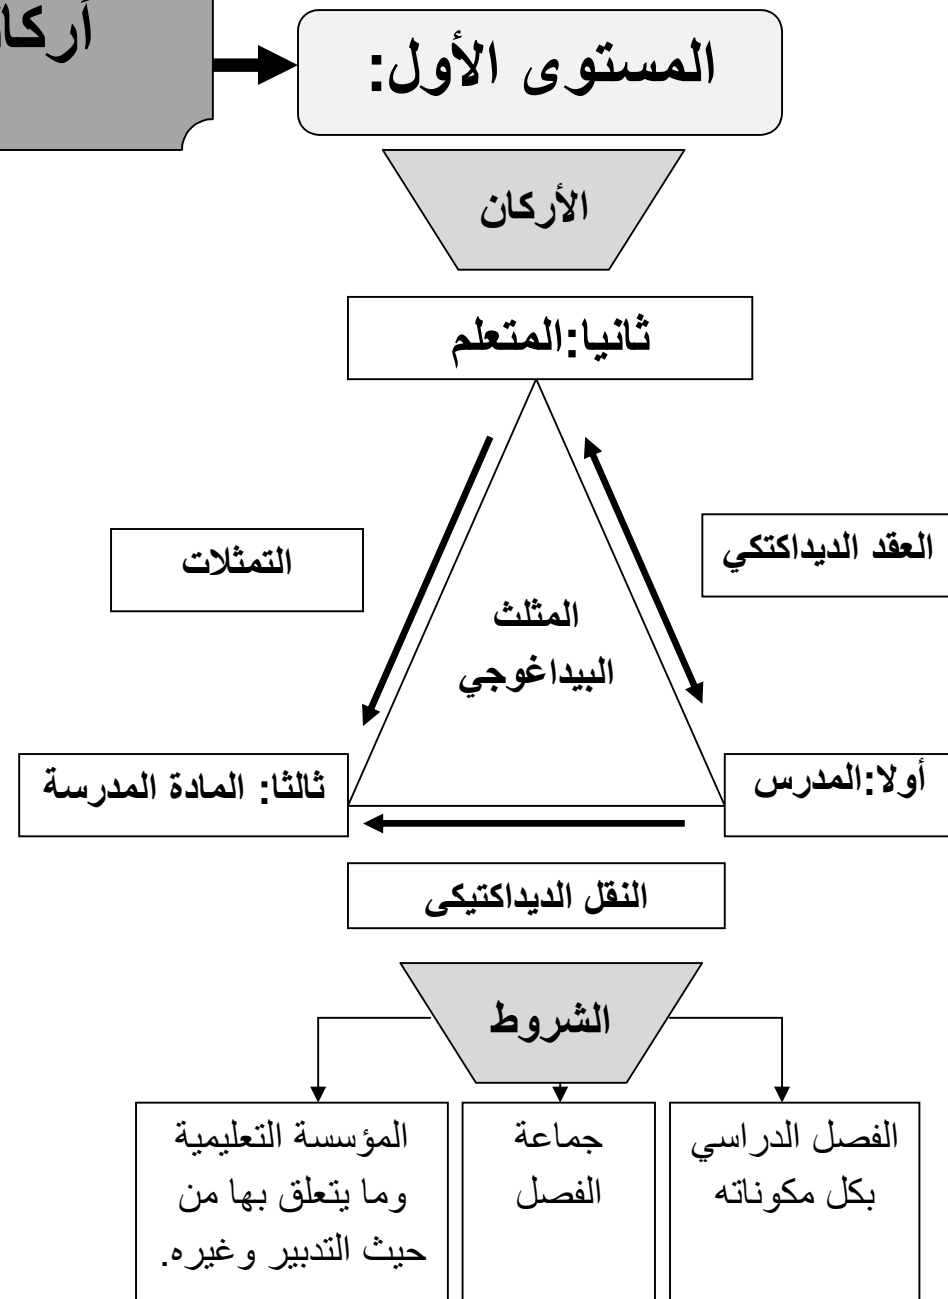 المستوى الأول:
الأركان
ثانيا:المتعلم
العقد الديداكتكي
التمثلات
المثلث
البيداغوجي
أولا:المدرس
ثالثا: المادة المدرسة
النقل الديداكتيكى
الشروط
الفصل الدراسي
بكل مكوناته
جماعة
الفصل
المؤسسة التعليمية
وما يتعلق بها من
حيث التدبير وغيره.